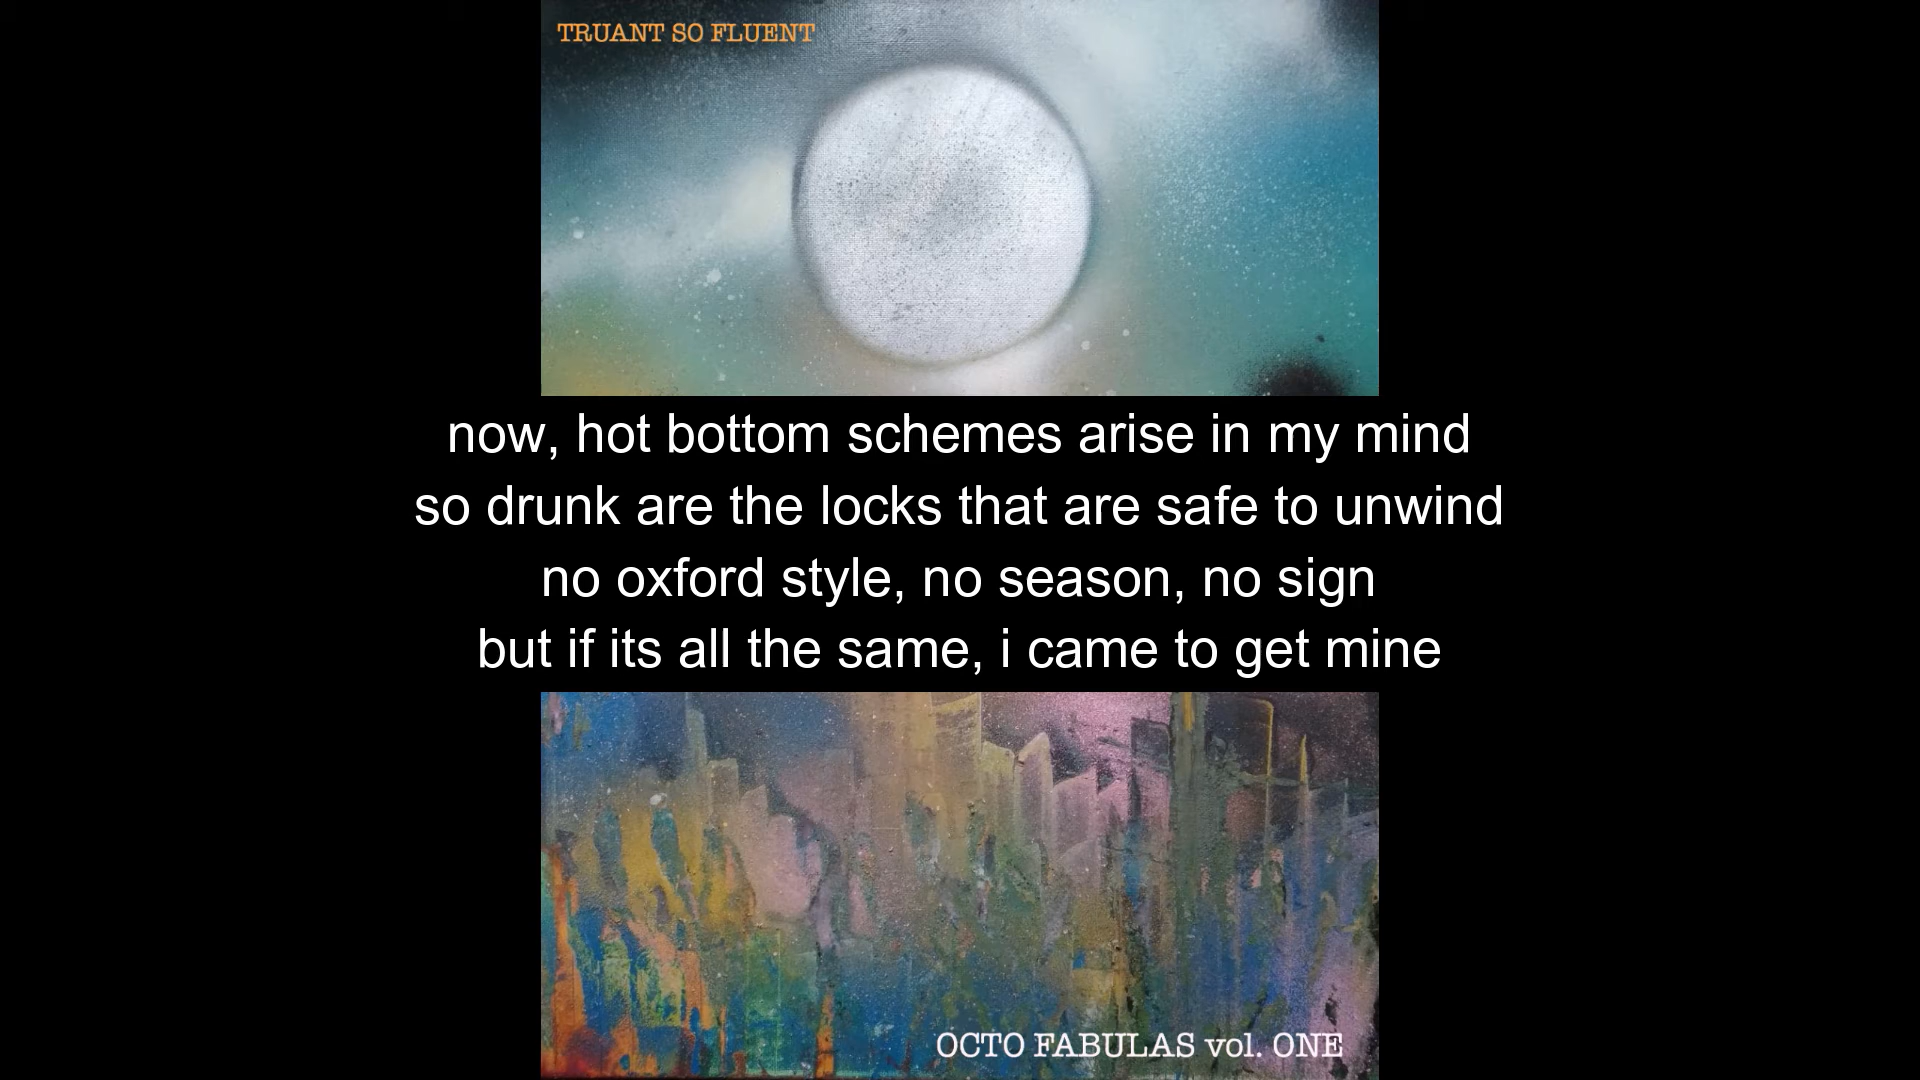 TRUANT SO FLUENT
now, hot bottom schemes arise in my mind
so drunk are the locks that are safe to unwind
no oxford style, no season, no sign
but if its all the same, i came to get mine
OCTO FABULAS vol. ONE